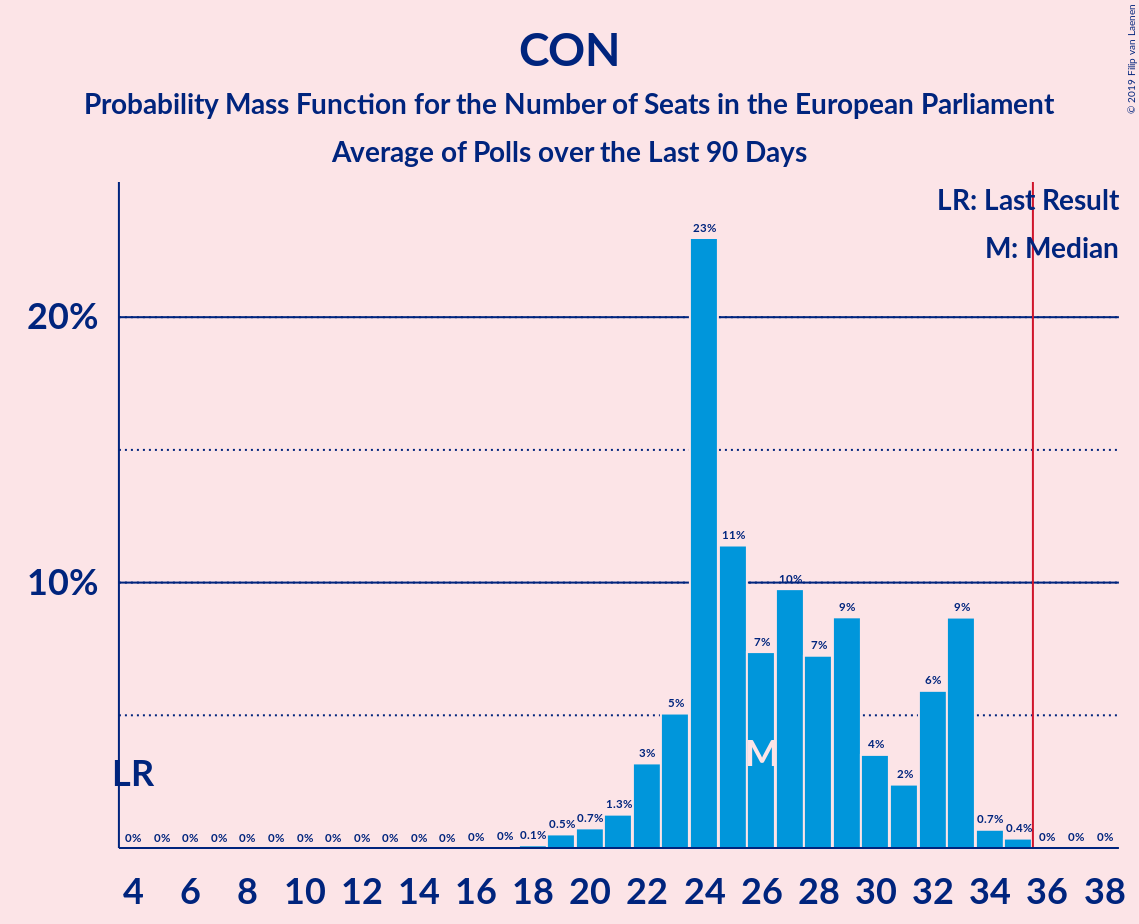 CON
Probability Mass Function for the Number of Seats in the European Parliament
Average of Polls over the Last 90 Days
© 2019 Filip van Laenen
LR: Last Result
M: Median
23%
20%
11%
10%
10%
9%
9%
7%
7%
6%
5%
4%
3%
2%
M
LR
1.3%
0.7%
0.7%
0.5%
0.4%
0.1%
0% 0% 0% 0% 0% 0% 0% 0% 0% 0% 0% 0% 0% 0% 0% 0% 0%
4 6 8 10 12 14 16 18 20 22 24 26 28 30 32 34 36 38